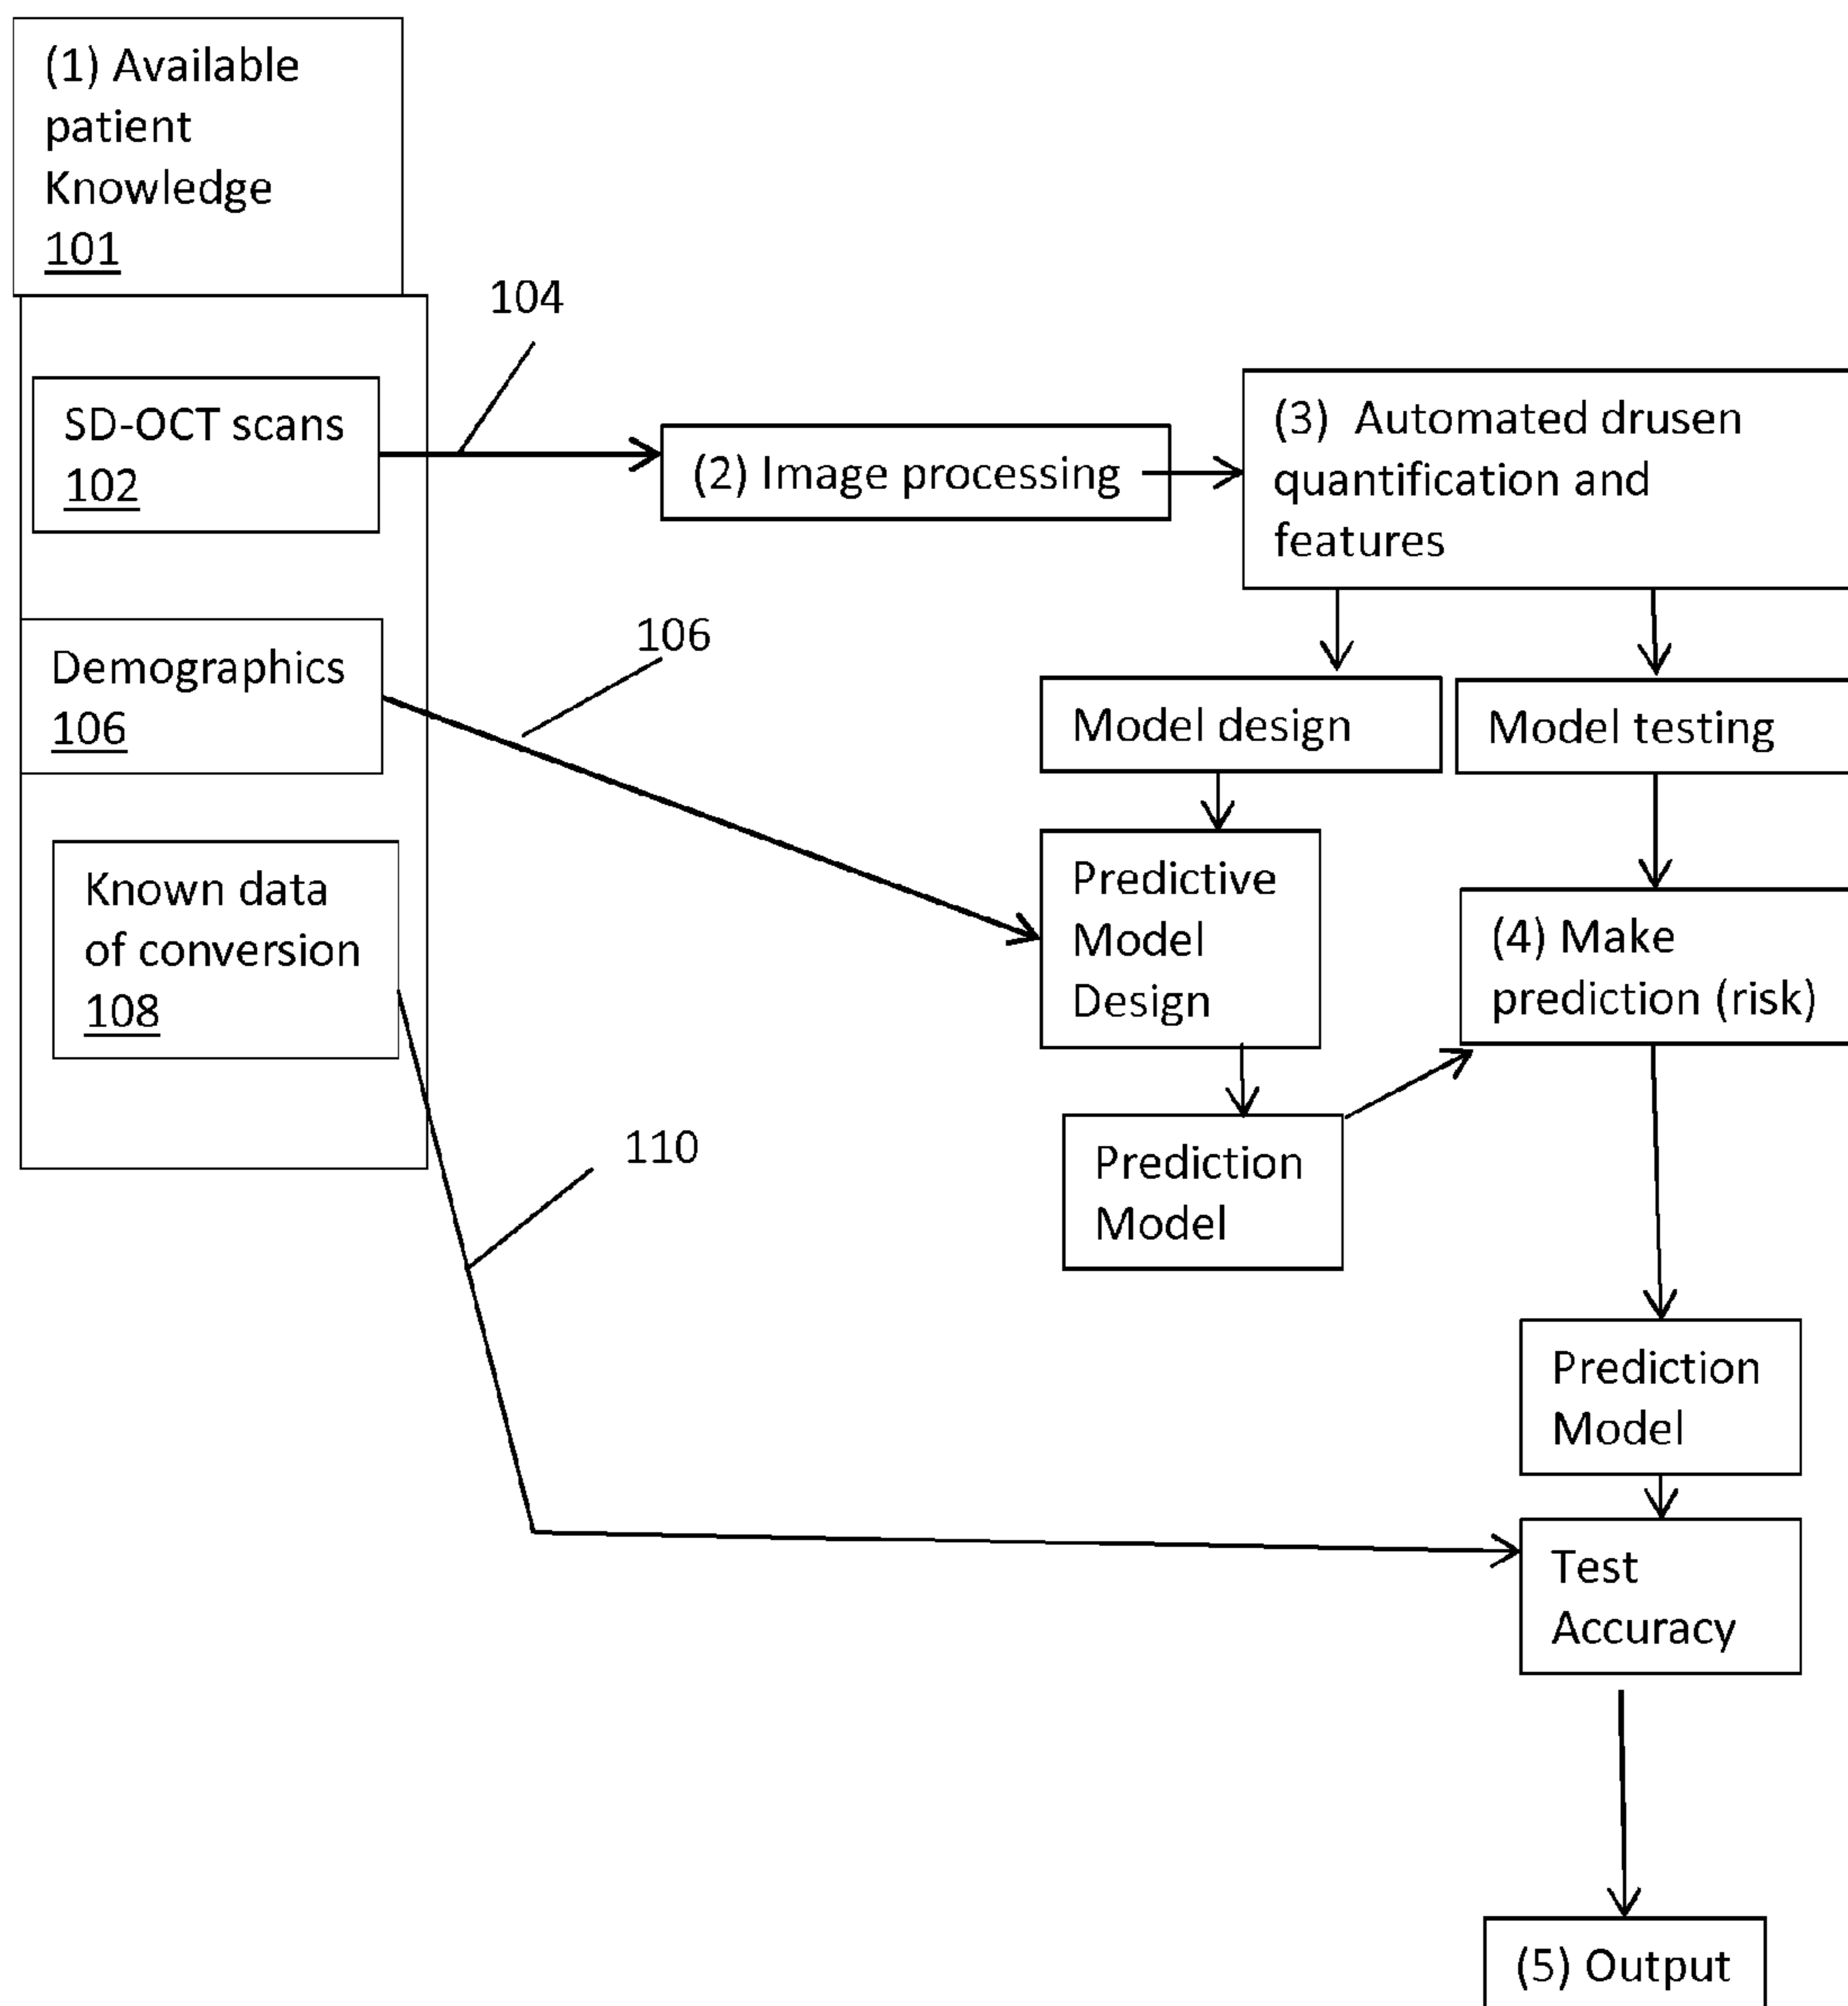 (1) Available
patient
Knowledge
101
104
SD-OCT scans
102
(2) Image processing
(3) Automated drusen
quantification and
features
106
Demographics
106
Model design
Model testing
Known data
of conversion
108
Predictive
Model
Design
(4) Make
prediction (risk)
110
Prediction
Model
Prediction
Model
Test
Accuracy
(5) Output